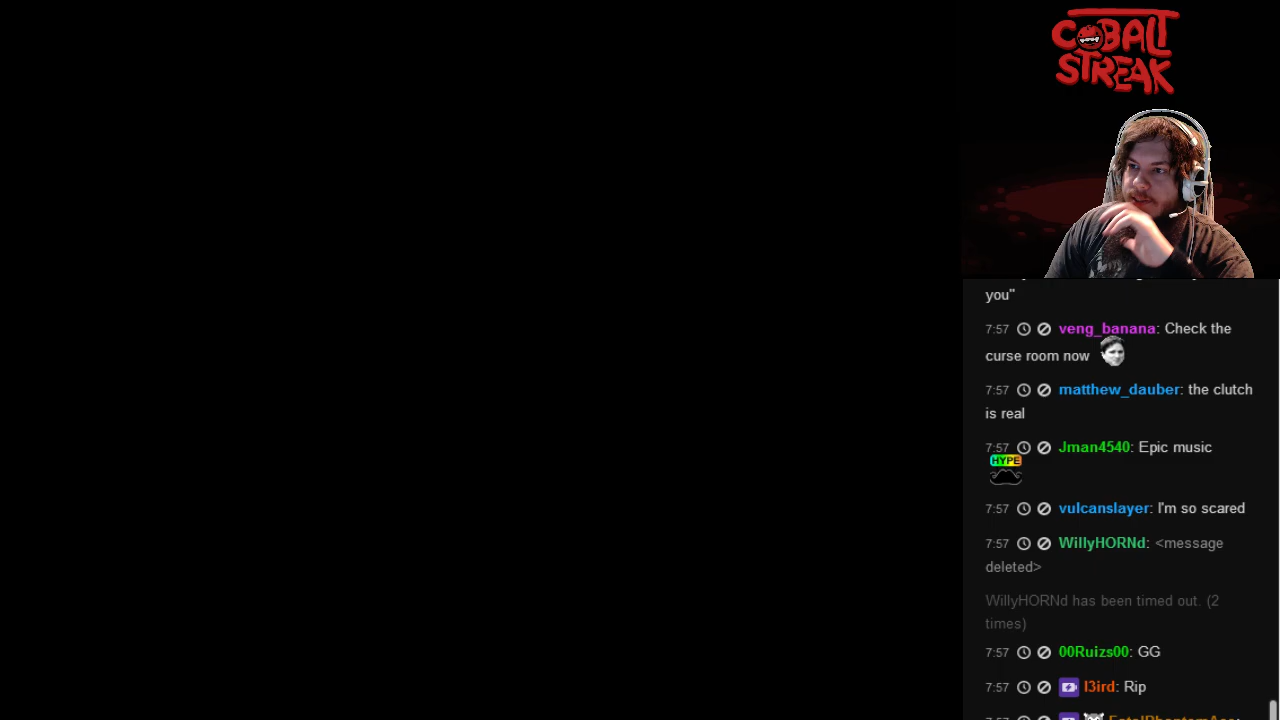 COBALT
STREAK
you"
7:57 veng_banana: Check the
curse room now
7:57 matthew_dauber: the clutch
is real
7:57 Jman4540: Epic music
HYPE
7:57 vulcanslayer: I'm so scared
7:57 WillyHORNd: <message
deleted>
WillyHORNd has been timed out. (2
times)
7:57 00Ruizs00: GG
7:57 l3ird: Rip